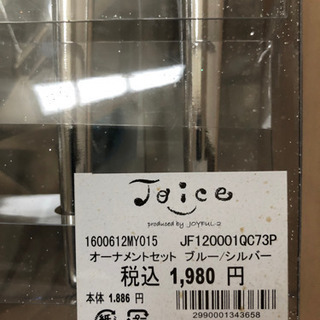 Joice
produced by JOYFUL-2
1600612MY015 JF120001QC73P
オーナメントセット ブルー/シルバー
税込 1,980 円
本体 1,886 円
紙
2990001343658